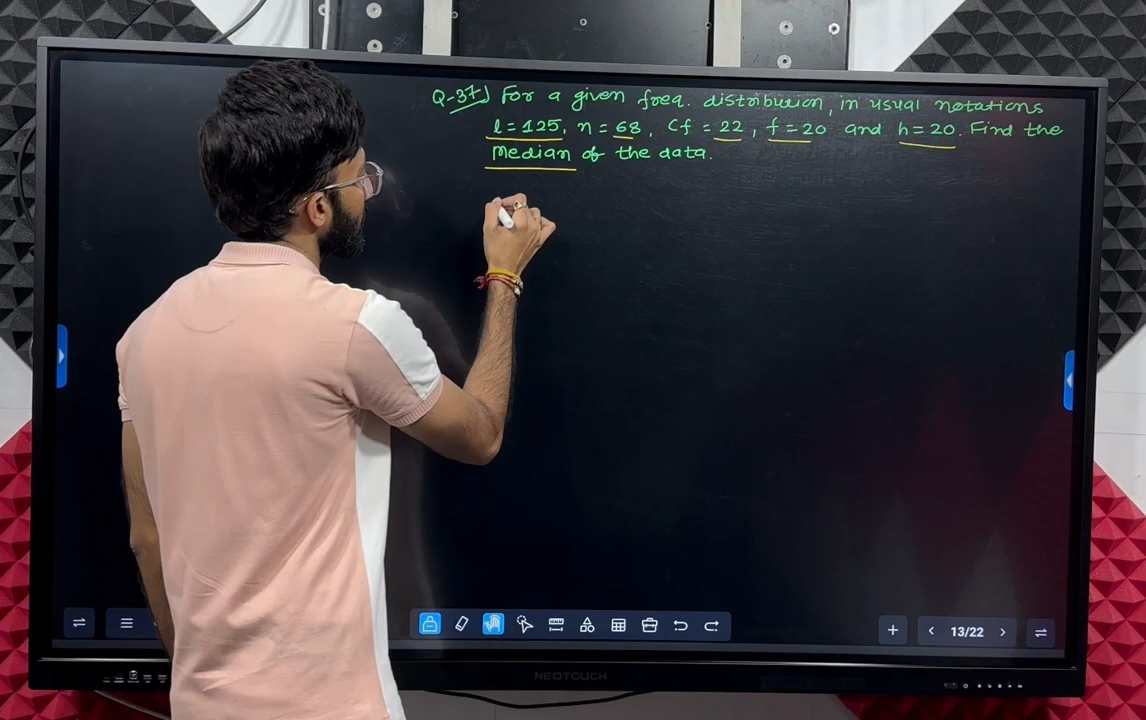 Q-37) For a given freq. distribution, in usual notations
l = 125, n = 68, Cf = 22, f = 20 and h = 20. Find the
Median of the data.
13/22
NEOTOUCH